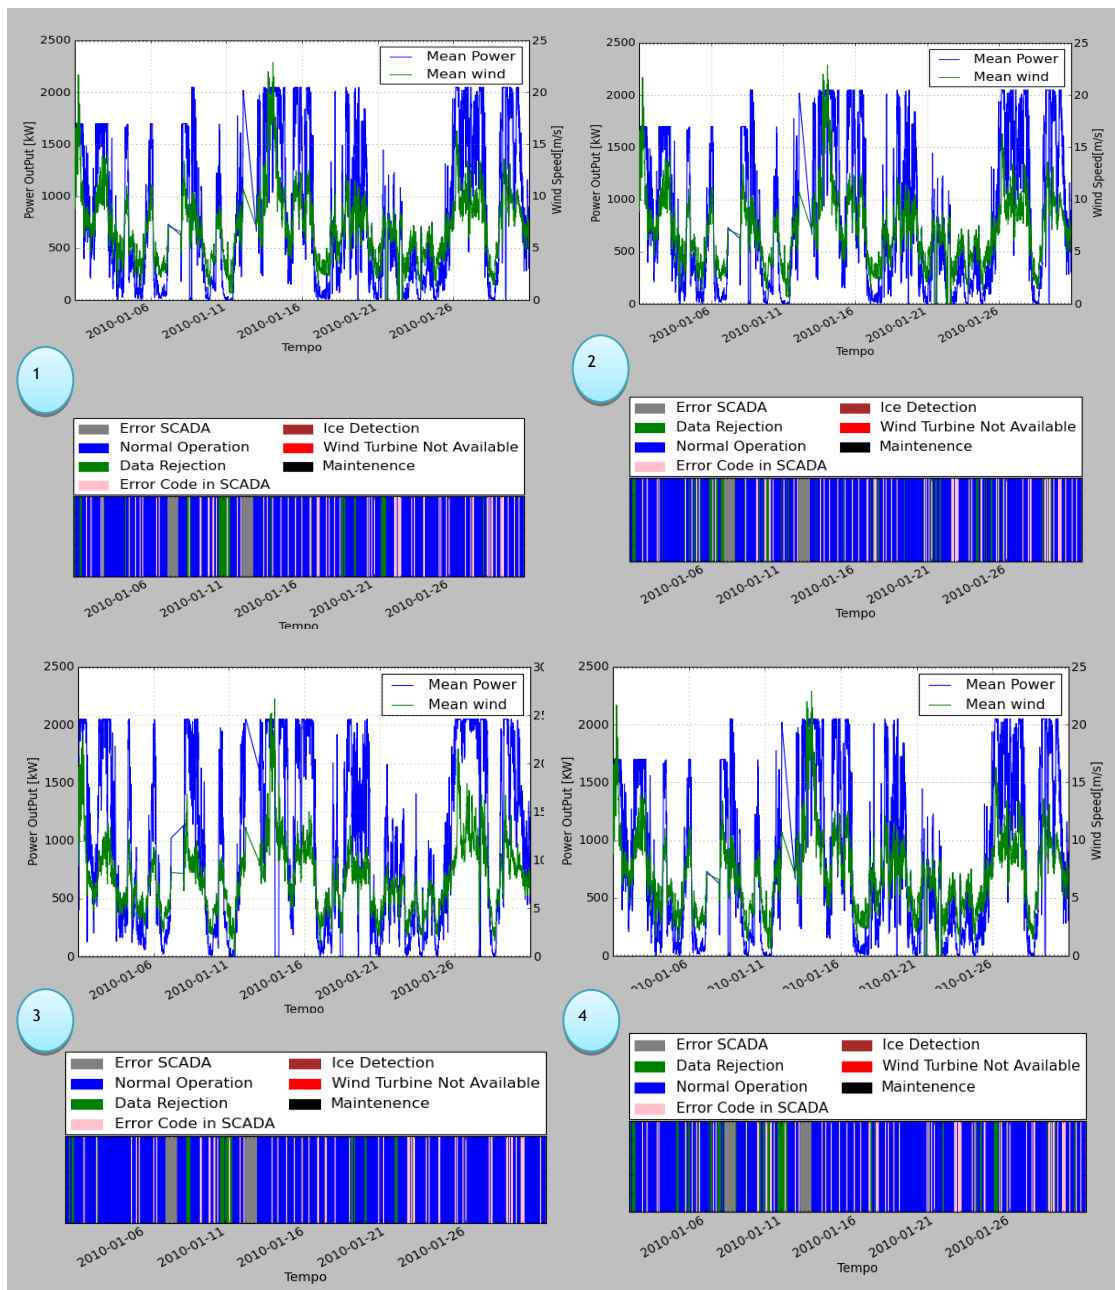 2500
2000
1500
1000
500
0
Power OutPut [kW]
Mean Power
Mean wind
25
20
15
10
5
0
Wind Speed[m/s]
2010-01-06
2010-01-11
2010-01-16
2010-01-21
2010-01-26
Tempo
2500
2000
1500
1000
500
0
Power OutPut [kW]
Mean Power
Mean wind
25
20
15
10
5
0
Wind Speed[m/s]
2010-01-06
2010-01-11
2010-01-16
2010-01-21
2010-01-26
Tempo
1
2
Error SCADA
Normal Operation
Data Rejection
Error Code in SCADA
Ice Detection
Wind Turbine Not Available
Maintenence
2010-01-06
2010-01-11
2010-01-16
2010-01-21
2010-01-26
Tempo
Error SCADA
Data Rejection
Normal Operation
Error Code in SCADA
Ice Detection
Wind Turbine Not Available
Maintenence
2010-01-06
2010-01-11
2010-01-16
2010-01-21
2010-01-26
Tempo
2500
2000
1500
1000
500
0
Power OutPut [kW]
Mean Power
Mean wind
15
10
5
0
2010-01-06
2010-01-11
2010-01-16
2010-01-21
2010-01-26
Tempo
2500
2000
1500
1000
500
0
Power OutPut [kW]
Mean Power
Mean wind
25
20
15
10
5
0
Wind Speed[m/s]
2010-01-16
2010-01-21
2010-01-26
Tempo
3
4
Error SCADA
Normal Operation
Data Rejection
Error Code in SCADA
Ice Detection
Wind Turbine Not Available
Maintenence
2010-01-06
2010-01-11
2010-01-16
2010-01-21
2010-01-26
Tempo
Error SCADA
Data Rejection
Normal Operation
Error Code in SCADA
Ice Detection
Wind Turbine Not Available
Maintenence
2010-01-06
2010-01-11
2010-01-16
2010-01-21
2010-01-26
Tempo